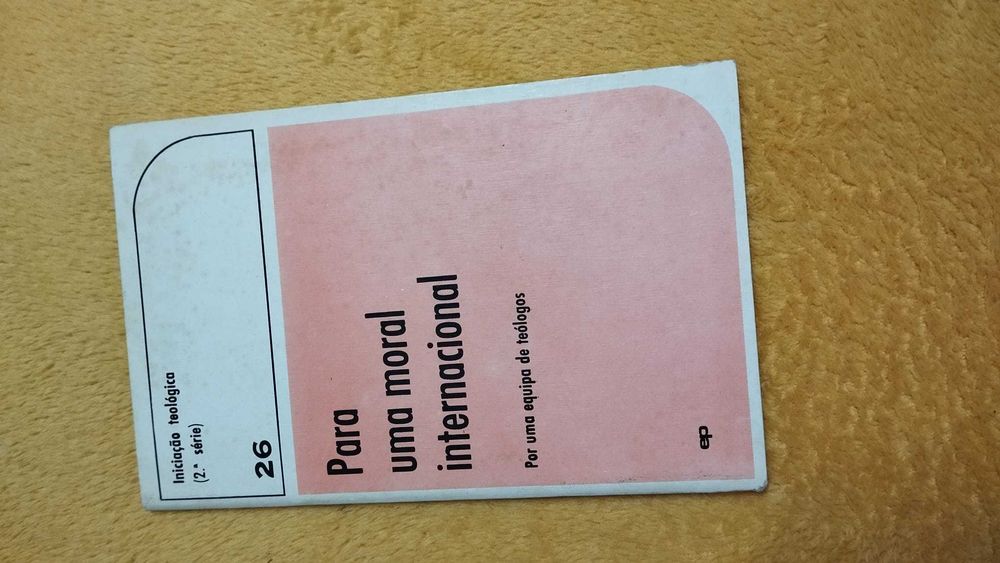 Iniciação teológica
(2.ª série)
26
Para
uma moral
internacional
Por uma equipa de teólogos
ep